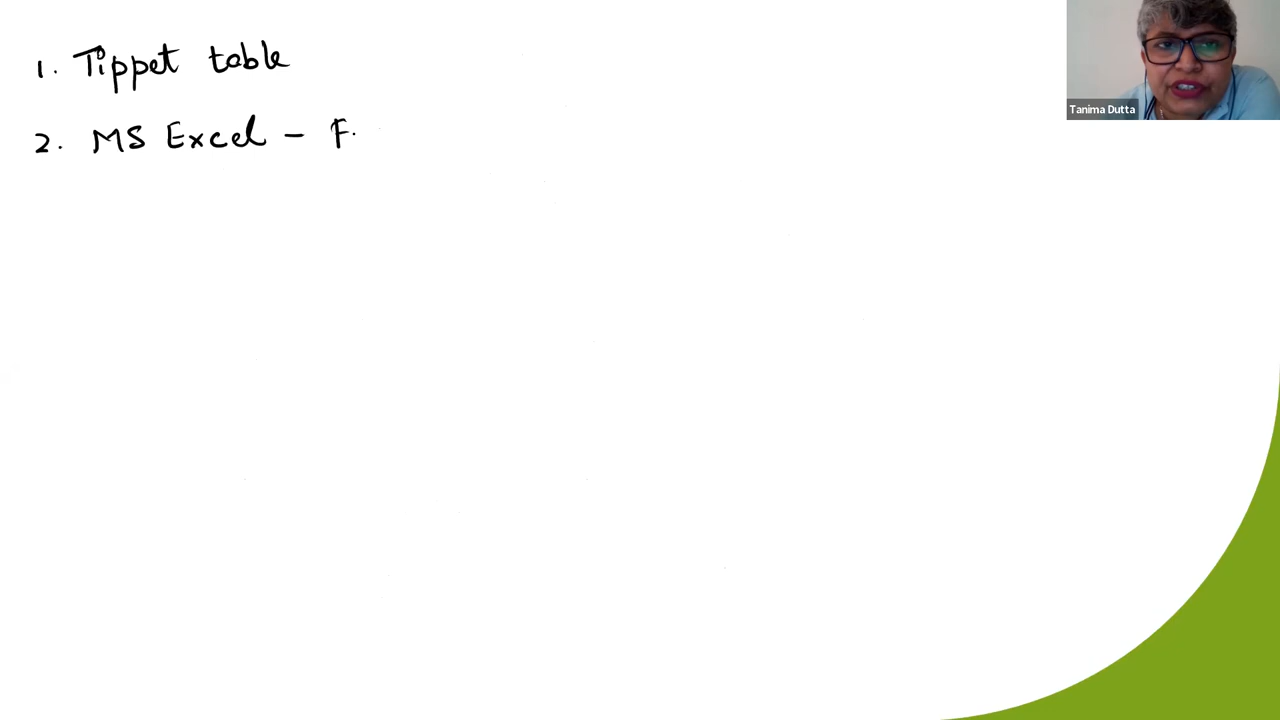 1. Tippet table
2. MS Excel - F.
Tanima Dutta